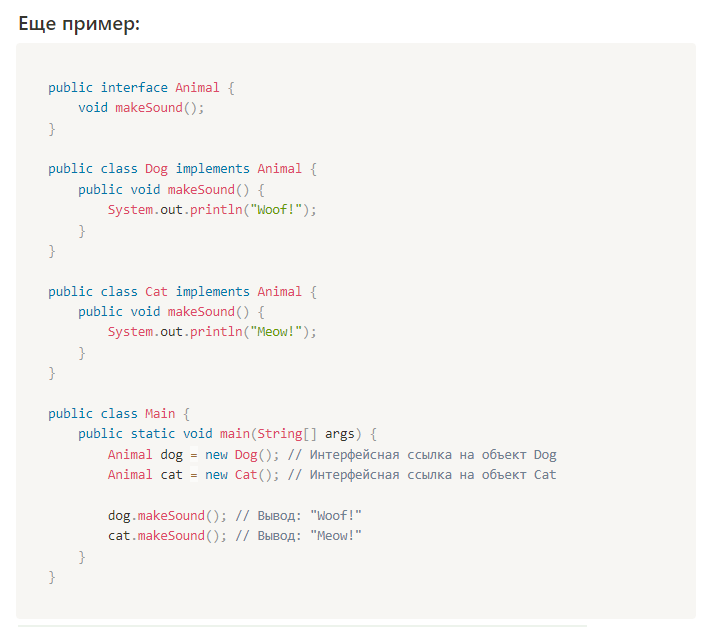 Еще пример:
public interface Animal {
    void makeSound();
}
public class Dog implements Animal {
    public void makeSound() {
        System.out.println("Woof!");
    }
}
public class Cat implements Animal {
    public void makeSound() {
        System.out.println("Meow!");
    }
}
public class Main {
    public static void main(String[] args) {
        Animal dog = new Dog(); // Интерфейсная ссылка на объект Dog
        Animal cat = new Cat(); // Интерфейсная ссылка на объект Cat
        dog.makeSound(); // Вывод: "Woof!"
        cat.makeSound(); // Вывод: "Meow!"
    }
}